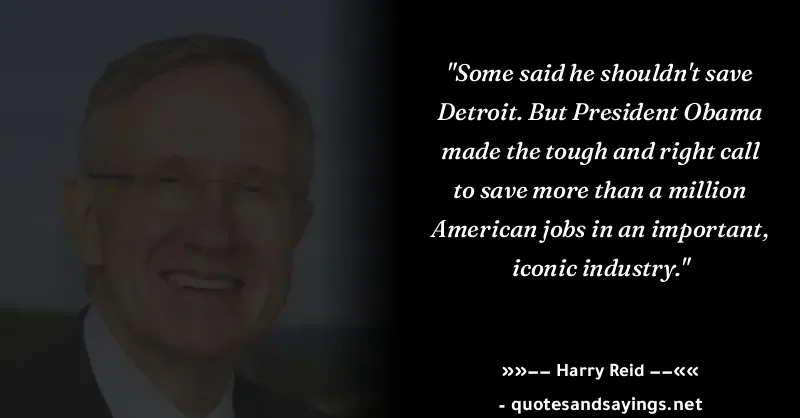 "Some said he shouldn't save
Detroit. But President Obama
made the tough and right call
to save more than a million
American jobs in an important,
iconic industry."
»»−− Harry Reid −−««
- quotesandsayings.net